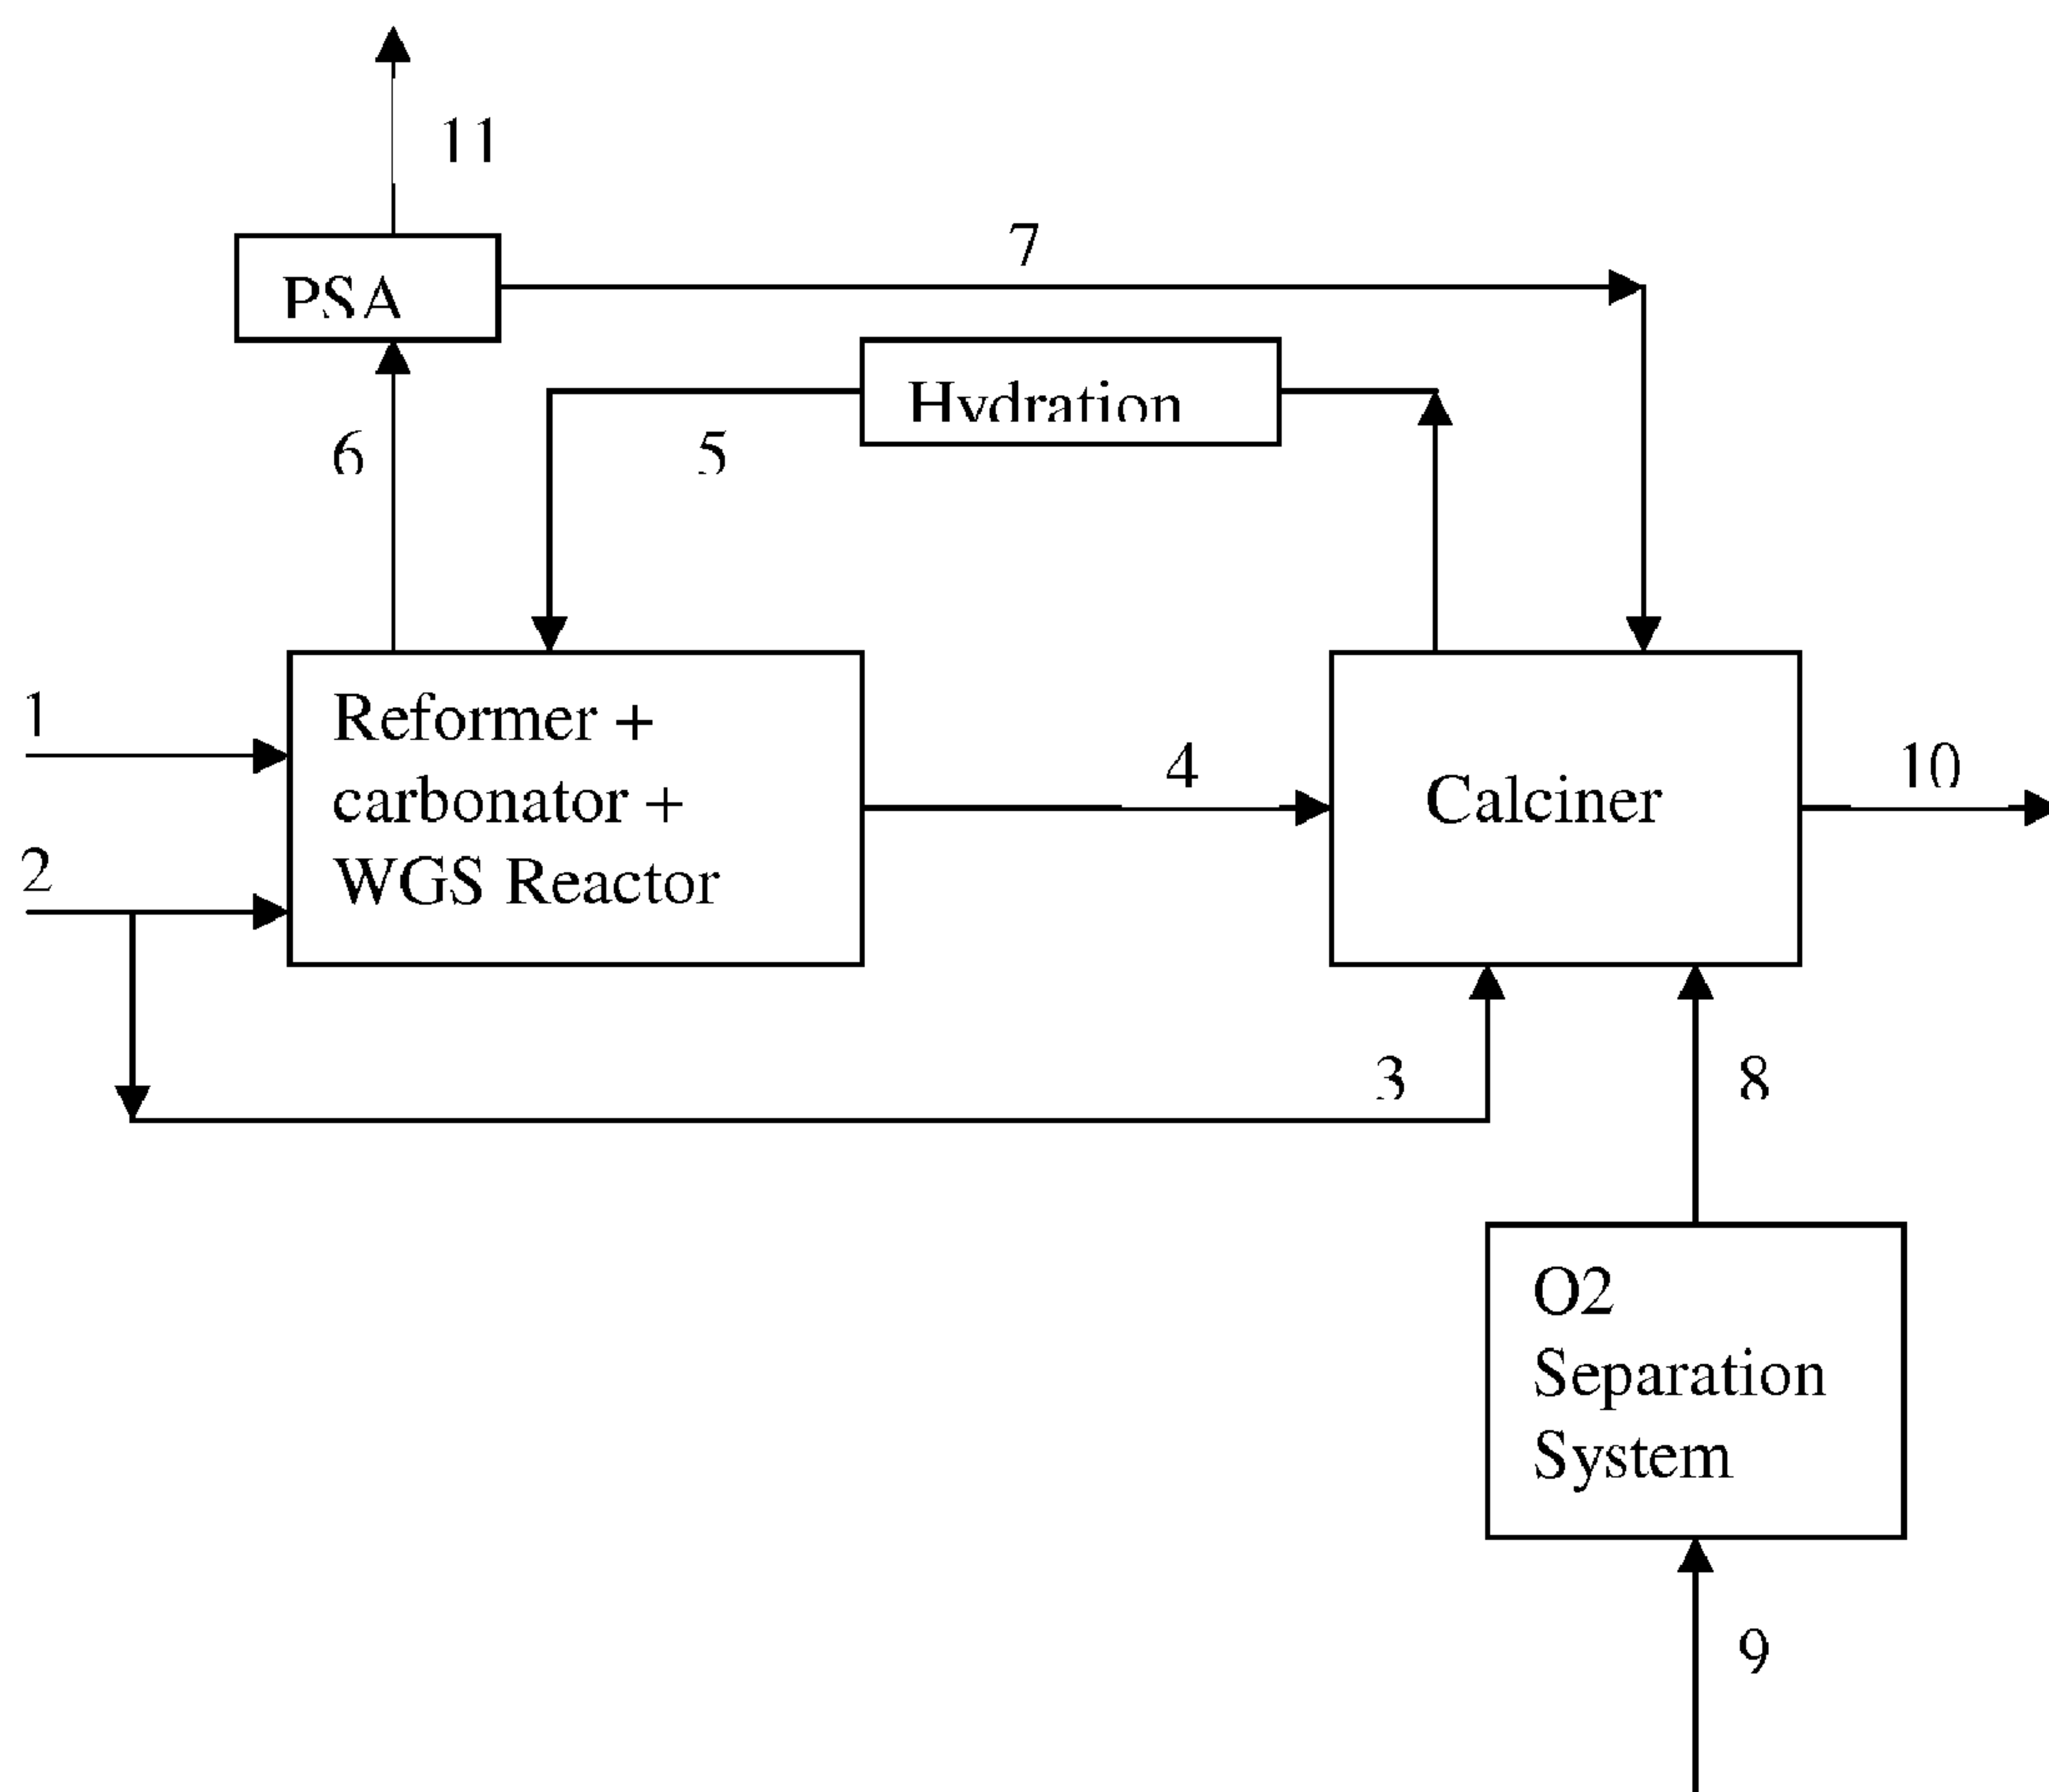 11
7
PSA
Hydration
6
5
1
Reformer +
carbonator +
WGS Reactor
4
Calciner
10
2
3
8
O2
Separation
System
9